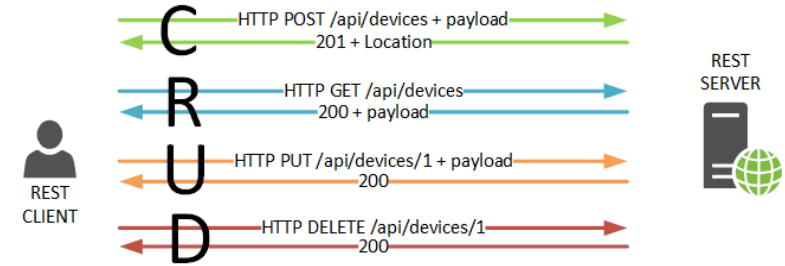 C
HTTP POST /api/devices + payload
201 + Location
R
HTTP GET /api/devices
200 + payload
U
HTTP PUT /api/devices/1 + payload
200
D
HTTP DELETE /api/devices/1
200
REST
CLIENT
REST
SERVER